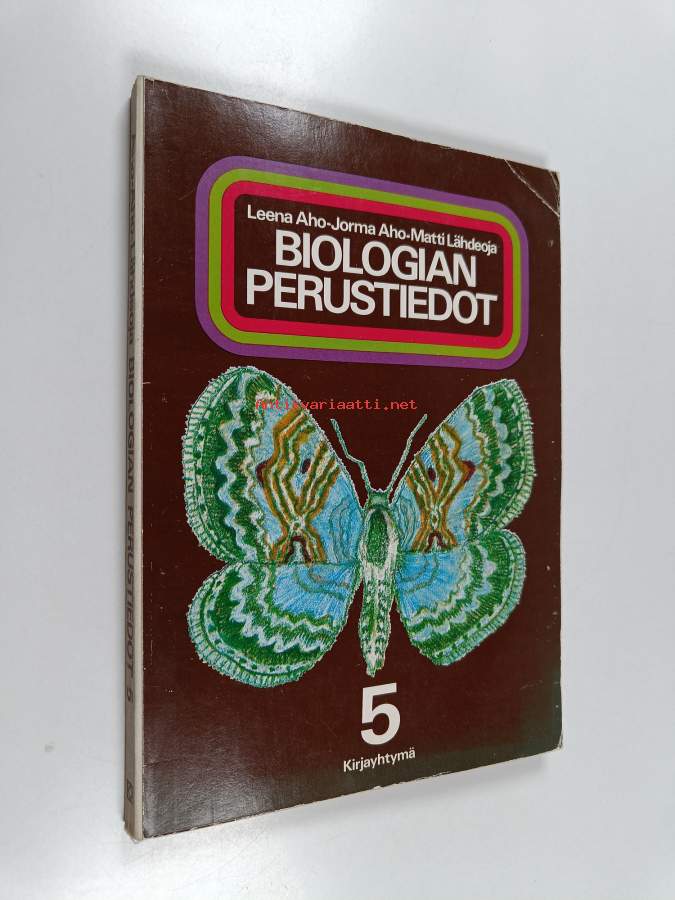 Leena Aho-Jorma Aho-Matti Lähdeoja
BIOLOGIAN
PERUSTIEDOT
antikvariaatti.net
5
Kirjayhtymä
BIOLOGIAN PERUSTIEDOT 5